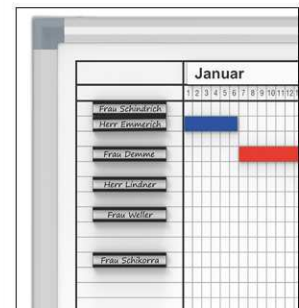 Januar
1 2 3 4 5 6 7 8 9 10 11 12
Frau Schindrich
Herr Emmerich
Frau Demme
Herr Lindner
Frau Weller
Frau Schikorra